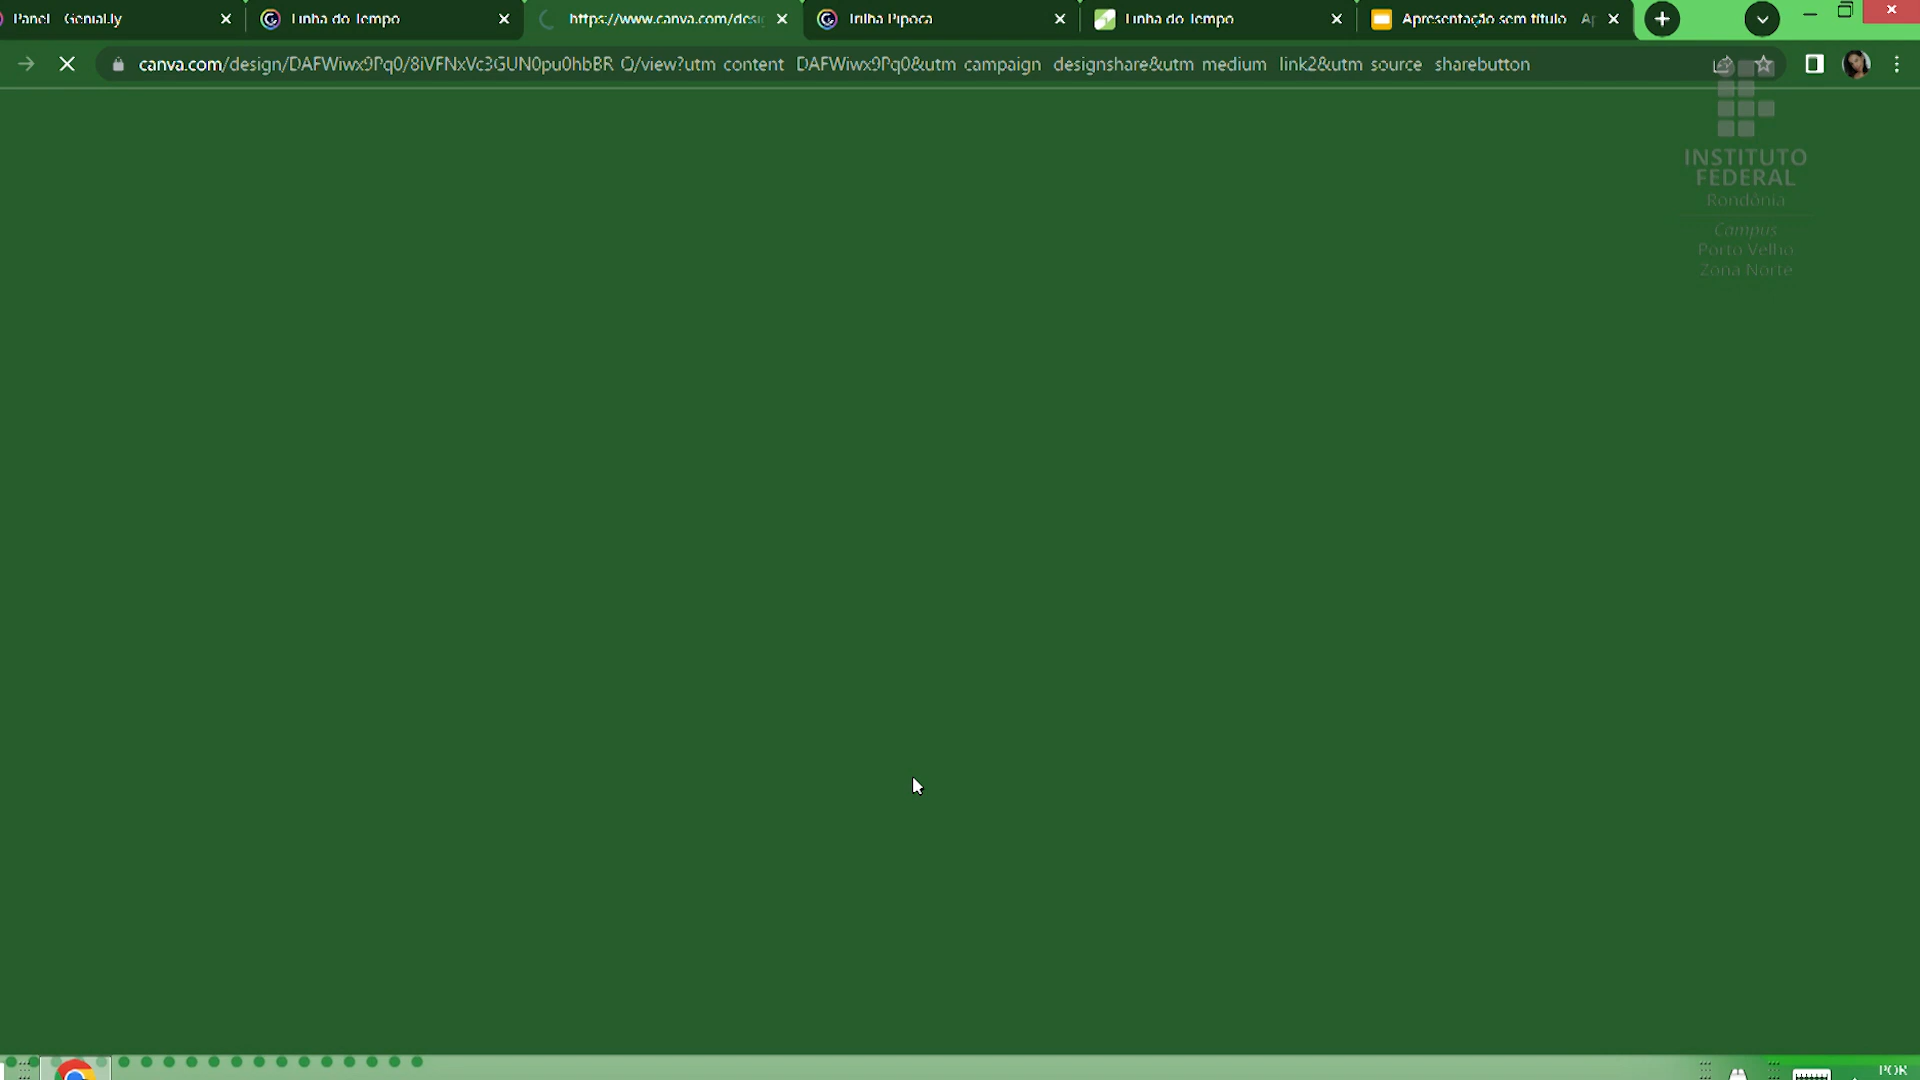 Panel Genial.ly
Linha do Tempo
https://www.canva.com/desi
Trilha Pipoca
Linha do Tempo
Apresentação sem título
canva.com/design/DAFWiwx9Pq0/8iVFNxVc3GUN0pu0hbBR Q/view?utm content DAFWiwx9Pq0&utm campaign designshare&utm medium link2&utm source sharebutton
INSTITUTO
FEDERAL
Rondônia
Campus
Porto Velho
Zona Norte
POR